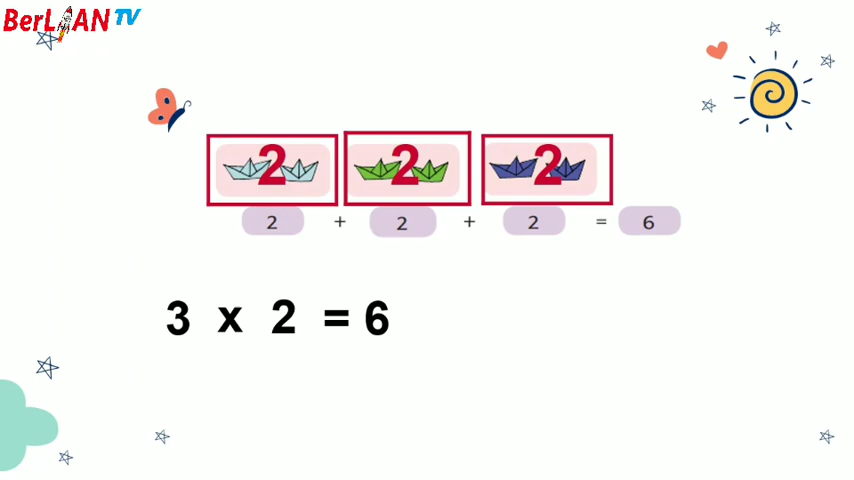 BerLIAN TV
2 2 2
2 + 2 + 2 = 6
3 x 2 = 6